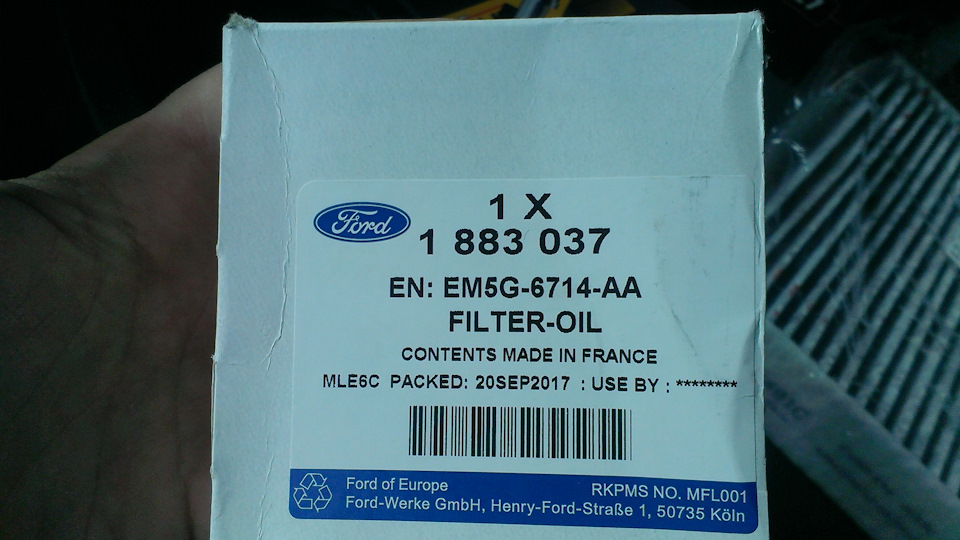 Ford
1 X
1 883 037
EN: EM5G-6714-AA
FILTER-OIL
CONTENTS MADE IN FRANCE
MLE6C PACKED: 20SEP2017 : USE BY : ********
Ford of Europe
RKPMS NO. MFL001
Ford-Werke GmbH, Henry-Ford-Straße 1, 50735 Köln